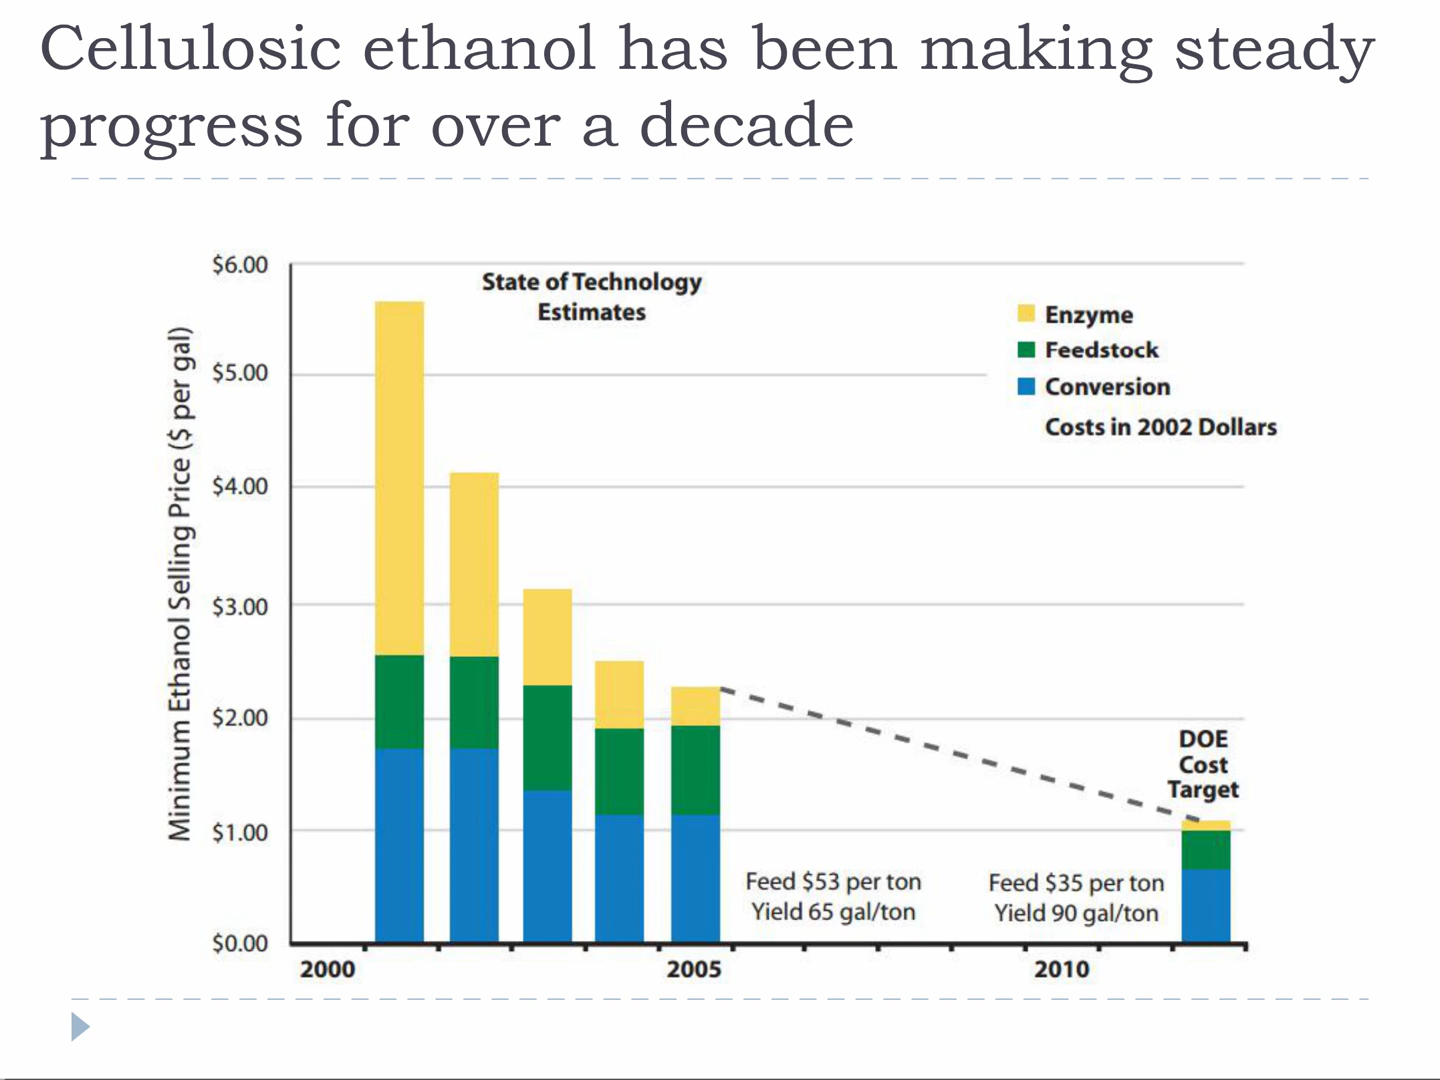 Cellulosic ethanol has been making steady
progress for over a decade
State of Technology
Estimates
Enzyme
Feedstock
Conversion
Costs in 2002 Dollars
Minimum Ethanol Selling Price ($ per gal)
$6.00
$5.00
$4.00
$3.00
$2.00
$1.00
$0.00
DOE
Cost
Target
Feed $53 per ton
Yield 65 gal/ton
Feed $35 per ton
Yield 90 gal/ton
2000
2005
2010